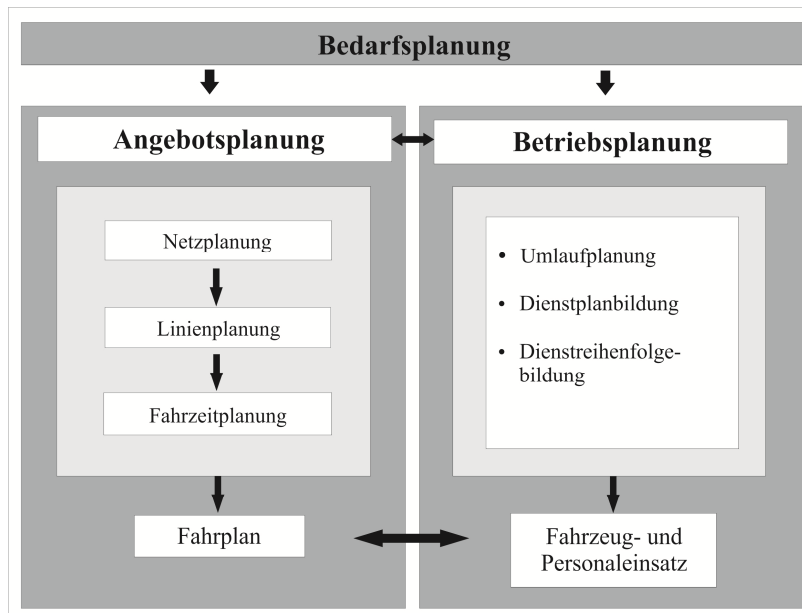 Bedarfsplanung
Angebotsplanung
Netzplanung
Linienplanung
Fahrzeitplanung
Fahrplan
Betriebsplanung
• Umlaufplanung
• Dienstplanbildung
• Dienstreihenfolge-
bildung
Fahrzeug- und
Personaleinsatz